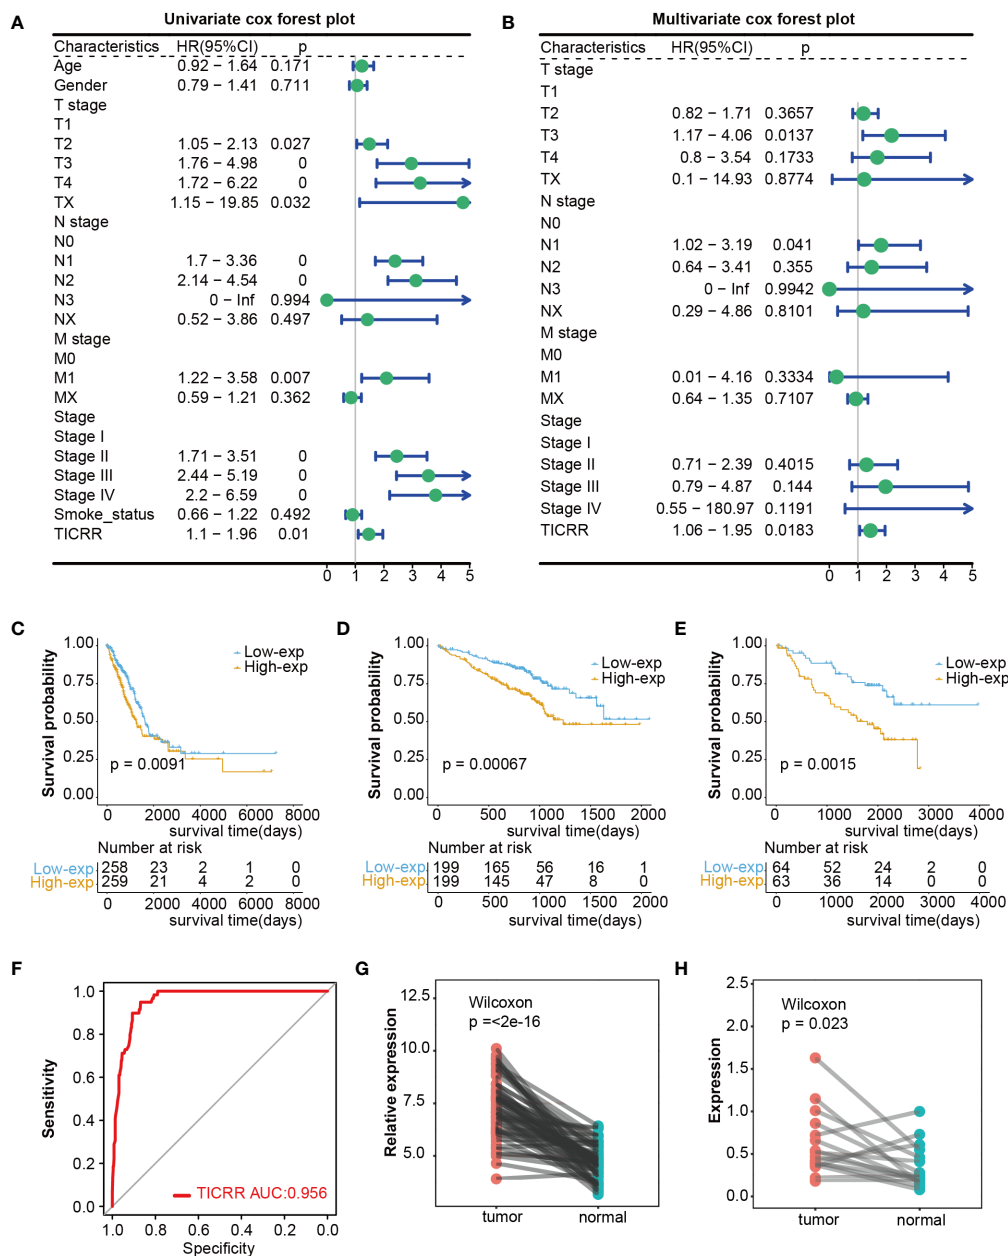 A
Univariate cox forest plot
Characteristics HR(95%CI) p
Age 0.92 − 1.64 0.171
Gender 0.79 − 1.41 0.711
T stage
T1
T2 1.05 − 2.13 0.027
T3 1.76 − 4.98 0
T4 1.72 − 6.22 0
TX 1.15 − 19.85 0.032
N stage
N0
N1 1.7 − 3.36 0
N2 2.14 − 4.54 0
N3 0 − Inf 0.994
NX 0.52 − 3.86 0.497
M stage
M0
M1 1.22 − 3.58 0.007
MX 0.59 − 1.21 0.362
Stage
Stage I
Stage II 1.71 − 3.51 0
Stage III 2.44 − 5.19 0
Stage IV 2.2 − 6.59 0
Smoke_status 0.66 − 1.22 0.492
TICRR 1.1 − 1.96 0.01
0 1 2 3 4 5
B
Multivariate cox forest plot
Characteristics HR(95%CI) p
T stage
T1
T2 0.82 − 1.71 0.3657
T3 1.17 − 4.06 0.0137
T4 0.8 − 3.54 0.1733
TX 0.1 − 14.93 0.8774
N stage
N0
N1 1.02 − 3.19 0.041
N2 0.64 − 3.41 0.355
N3 0 − Inf 0.9942
NX 0.29 − 4.86 0.8101
M stage
M0
M1 0.01 − 4.16 0.3334
MX 0.64 − 1.35 0.7107
Stage
Stage I
Stage II 0.71 − 2.39 0.4015
Stage III 0.79 − 4.87 0.144
Stage IV 0.55 − 180.97 0.1191
TICRR 1.06 − 1.95 0.0183
0 1 2 3 4 5
C
Survival probability
1.00
0.75
0.50
0.25
0.00
Low-exp
High-exp
p = 0.0091
0 2000 4000 6000 8000
survival time(days)
Number at risk
Low-exp 258 23 2 1 0
High-exp 259 21 4 2 0
0 2000 4000 6000 8000
survival time(days)
D
Survival probability
1.00
0.75
0.50
0.25
0.00
Low-exp
High-exp
p = 0.00067
0 500 1000 1500 2000
survival time(days)
Number at risk
Low-exp 199 165 56 16 1
High-exp 199 145 47 8 0
0 500 1000 1500 2000
survival time(days)
E
Survival probability
1.00
0.75
0.50
0.25
0.00
Low-exp
High-exp
p = 0.0015
0 1000 2000 3000 4000
survival time(days)
Number at risk
Low-exp 64 52 24 2 0
High-exp 63 36 14 0 0
0 1000 2000 3000 4000
survival time(days)
F
Sensitivity
1.0
0.8
0.6
0.4
0.2
0.0
TICRR AUC:0.956
1.0 0.8 0.6 0.4 0.2 0.0
Specificity
G
Relative expression
12.5
10.0
7.5
5.0
Wilcoxon
p =<2e-16
tumor normal
H
Expression
2.5
2.0
1.5
1.0
0.5
0.0
Wilcoxon
p = 0.023
tumor normal